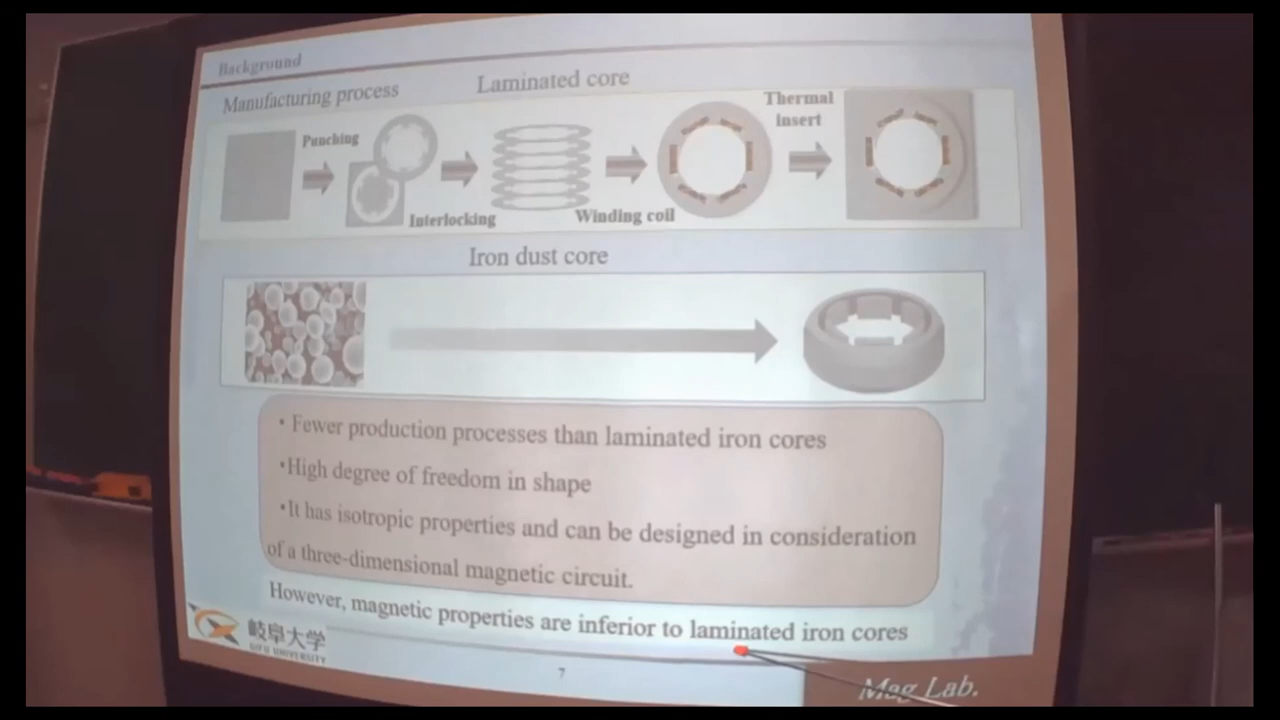 Background
Manufacturing process
Laminated core
Punching
Interlocking
Winding coil
Thermal
insert
Iron dust core
• Fewer production processes than laminated iron cores
•High degree of freedom in shape
•It has isotropic properties and can be designed in consideration
of a three-dimensional magnetic circuit.
However, magnetic properties are inferior to laminated iron cores
岐阜大学
GIFU UNIVERSITY
7
Mag Lab.